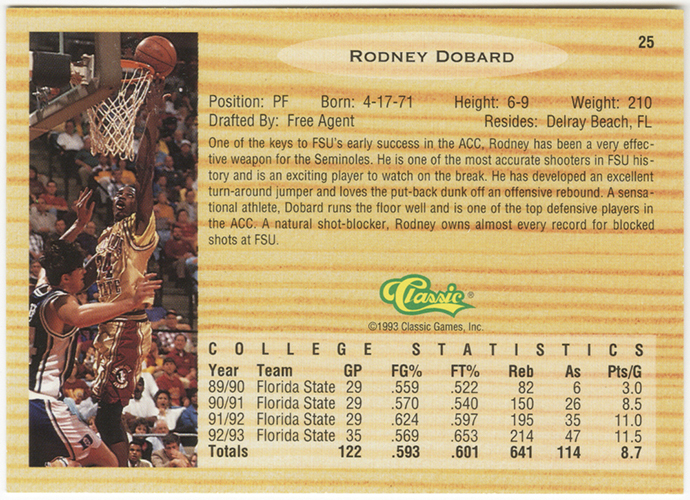 25
RODNEY DOBARD
Position: PF Born: 4-17-71 Height: 6-9 Weight: 210
Drafted By: Free Agent Resides: Delray Beach, FL
One of the keys to FSU's early success in the ACC, Rodney has been a very effec-
tive weapon for the Seminoles. He is one of the most accurate shooters in FSU his-
tory and is an exciting player to watch on the break. He has developed an excellent
turn-around jumper and loves the put-back dunk off an offensive rebound. A sensa-
tional athlete, Dobard runs the floor well and is one of the top defensive players in
the ACC. A natural shot-blocker, Rodney owns almost every record for blocked
shots at FSU.
Classic®
©1993 Classic Games, Inc.
COLLEGE STATISTICS
Year Team GP FG% FT% Reb As Pts/G
89/90 Florida State 29 .559 .522 82 6 3.0
90/91 Florida State 29 .570 .540 150 26 8.5
91/92 Florida State 29 .624 .597 195 35 11.0
92/93 Florida State 35 .569 .653 214 47 11.5
Totals 122 .593 .601 641 114 8.7